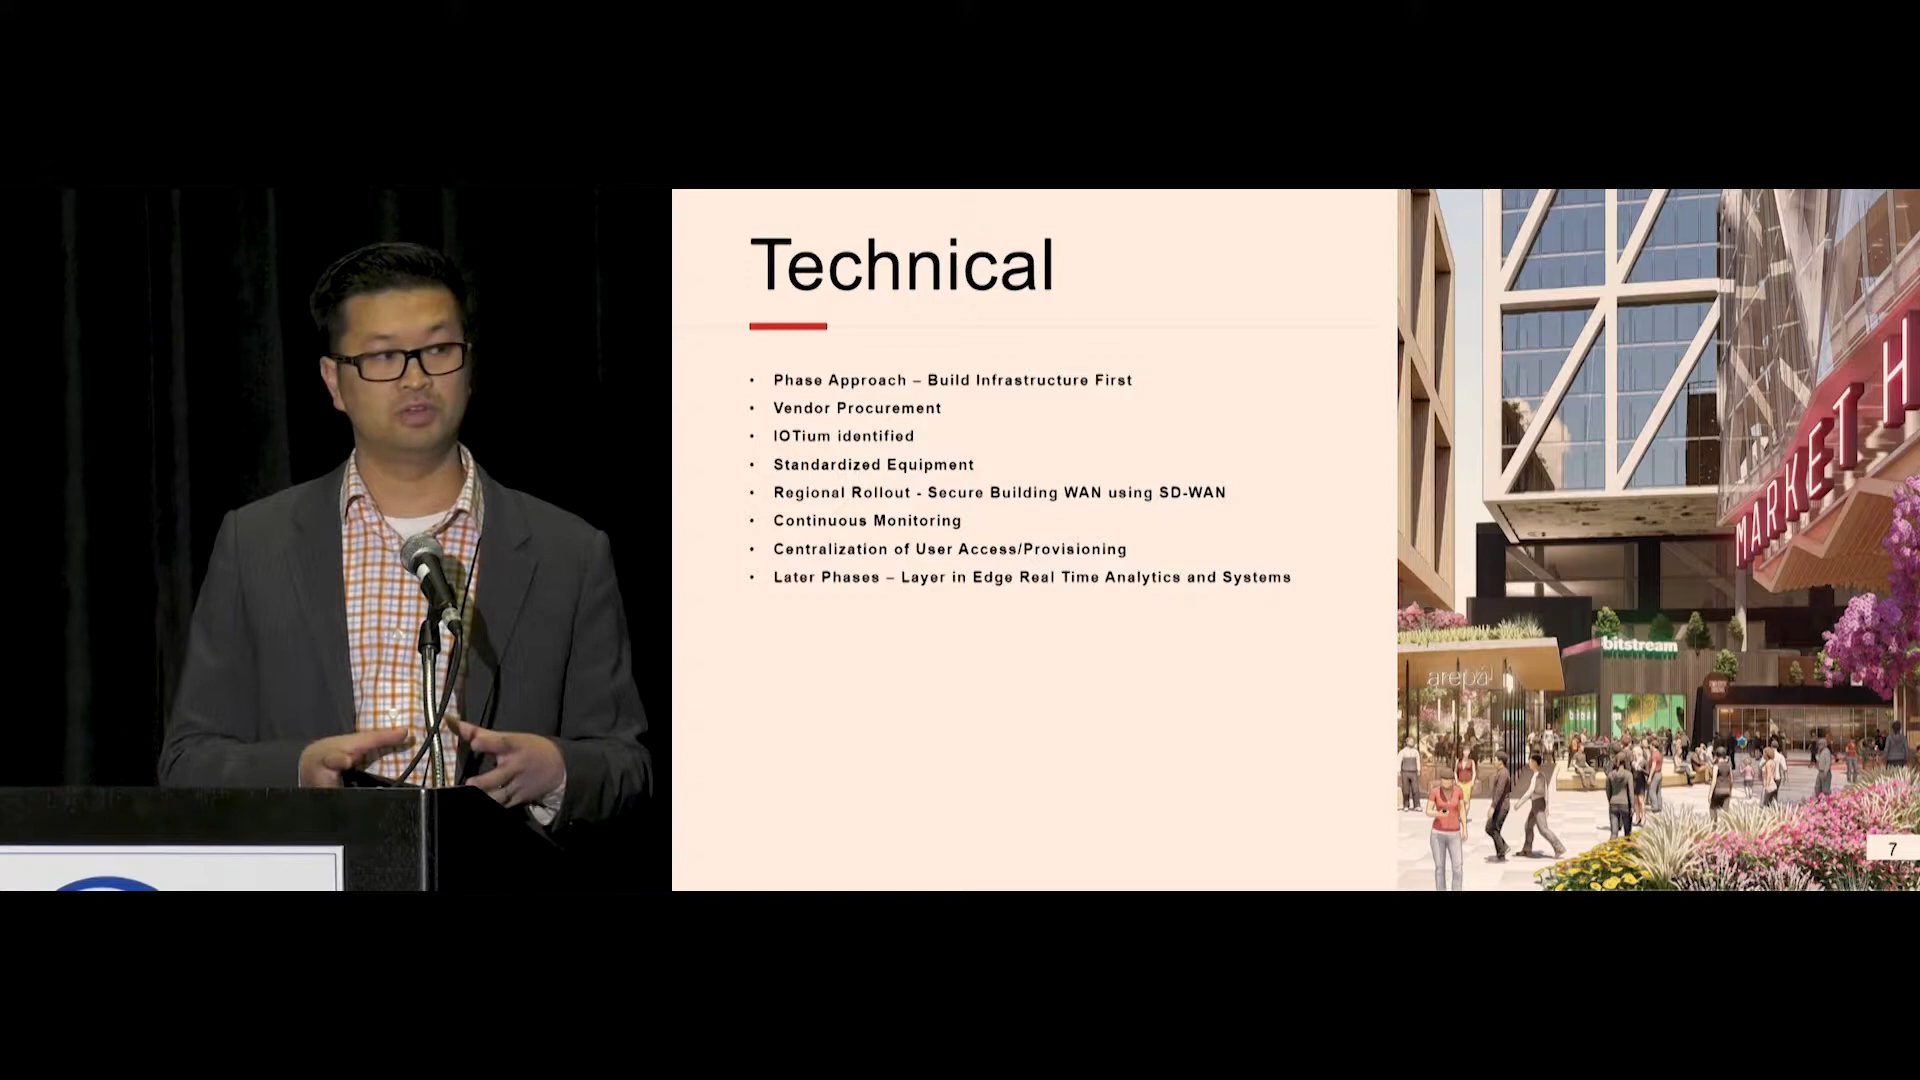 Technical
• Phase Approach – Build Infrastructure First
• Vendor Procurement
• IOTium identified
• Standardized Equipment
• Regional Rollout - Secure Building WAN using SD-WAN
• Continuous Monitoring
• Centralization of User Access/Provisioning
• Later Phases – Layer in Edge Real Time Analytics and Systems
MARKET H
bitstream
arepa
7